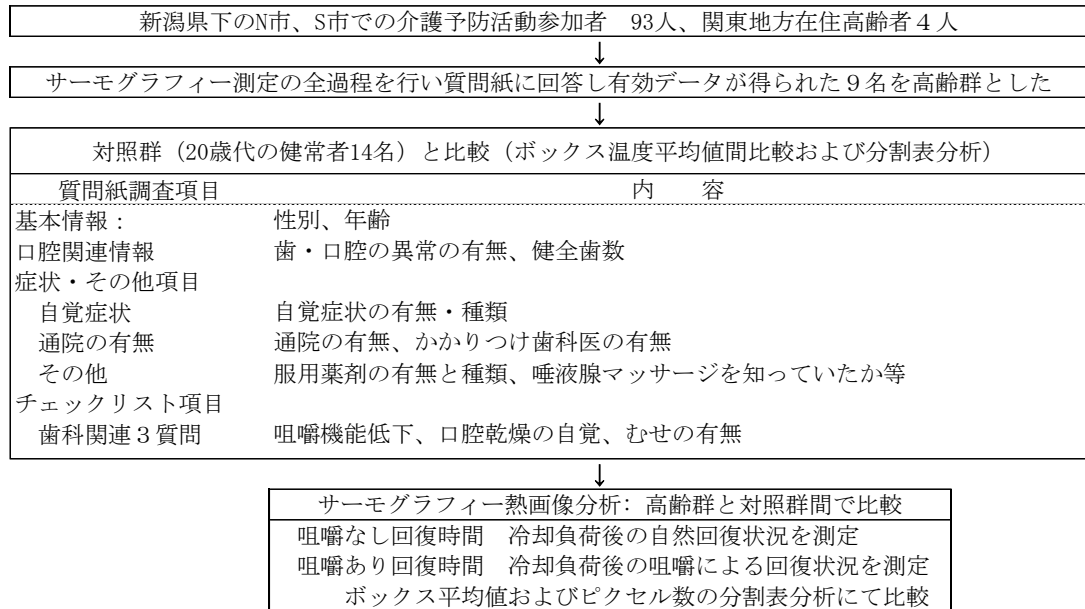 新潟県下のN市、S市での介護予防活動参加者　93人、関東地方在住高齢者４人
↓
サーモグラフィー測定の全過程を行い質問紙に回答し有効データが得られた９名を高齢群とした
↓
対照群（20歳代の健常者14名）と比較（ボックス温度平均値間比較および分割表分析）
質問紙調査項目　内　　容
基本情報：　性別、年齢
口腔関連情報　歯・口腔の異常の有無、健全歯数
症状・その他項目
自覚症状　自覚症状の有無・種類
通院の有無　通院の有無、かかりつけ歯科医の有無
その他　服用薬剤の有無と種類、唾液腺マッサージを知っていたか等
チェックリスト項目
歯科関連３質問　咀嚼機能低下、口腔乾燥の自覚、むせの有無
↓
サーモグラフィー熱画像分析: 高齢群と対照群間で比較
咀嚼なし回復時間　冷却負荷後の自然回復状況を測定
咀嚼あり回復時間　冷却負荷後の咀嚼による回復状況を測定
ボックス平均値およびピクセル数の分割表分析にて比較